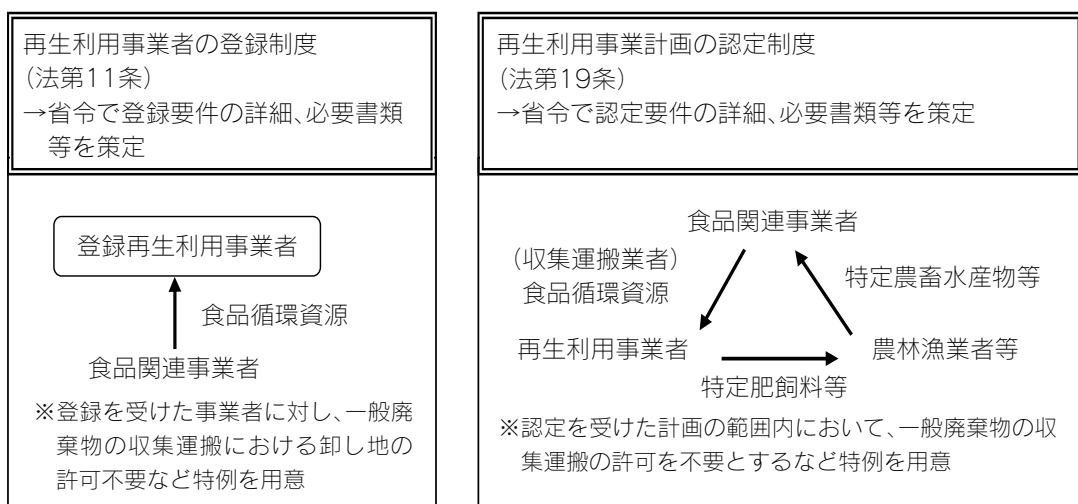 再生利用事業者の登録制度
（法第11条）
→省令で登録要件の詳細、必要書類
等を策定
登録再生利用事業者
食品循環資源
食品関連事業者
※登録を受けた事業者に対し、一般廃
棄物の収集運搬における卸し地の
許可不要など特例を用意
再生利用事業計画の認定制度
（法第19条）
→省令で認定要件の詳細、必要書類等を策定
食品関連事業者
（収集運搬業者）
食品循環資源
特定農畜水産物等
再生利用事業者
農林漁業者等
特定肥飼料等
※認定を受けた計画の範囲内において、一般廃棄物の収
集運搬の許可を不要とするなど特例を用意